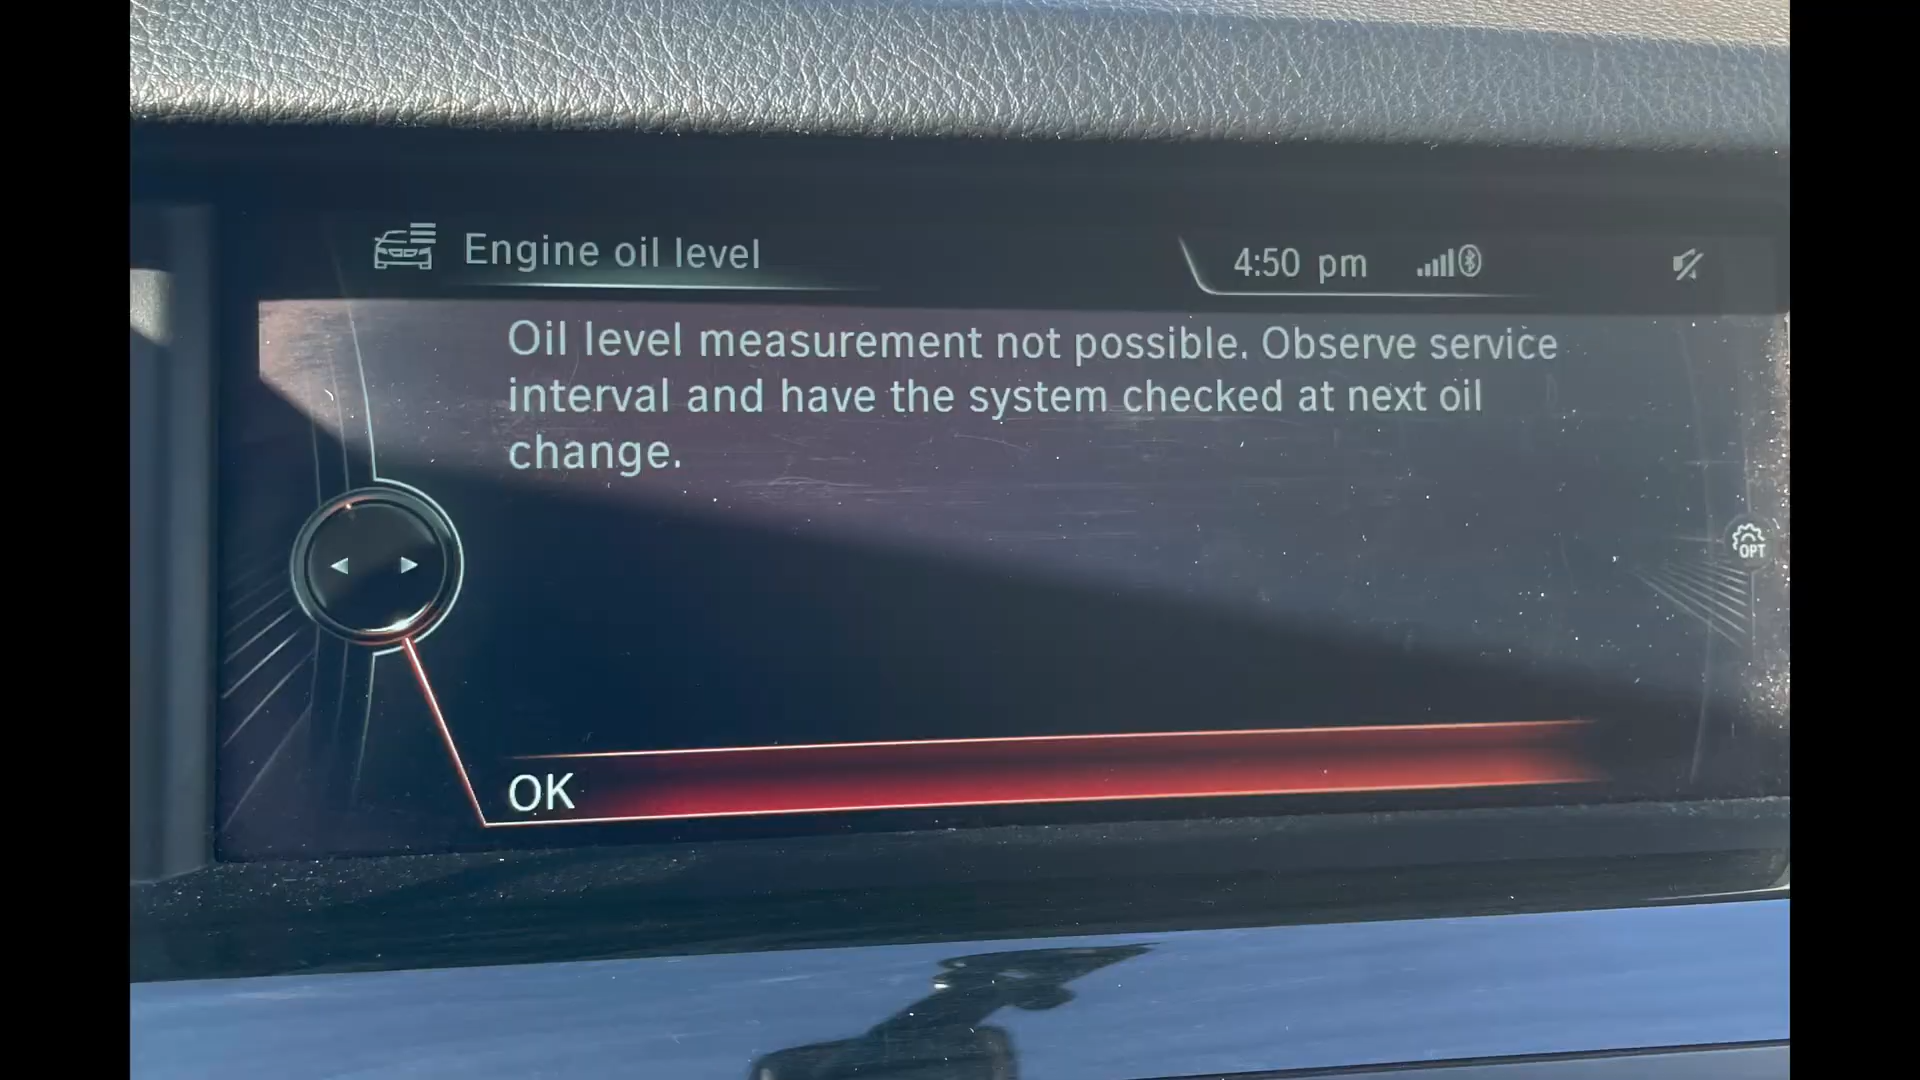 Engine oil level
4:50 pm
Oil level measurement not possible. Observe service
interval and have the system checked at next oil
change.
OPT
OK